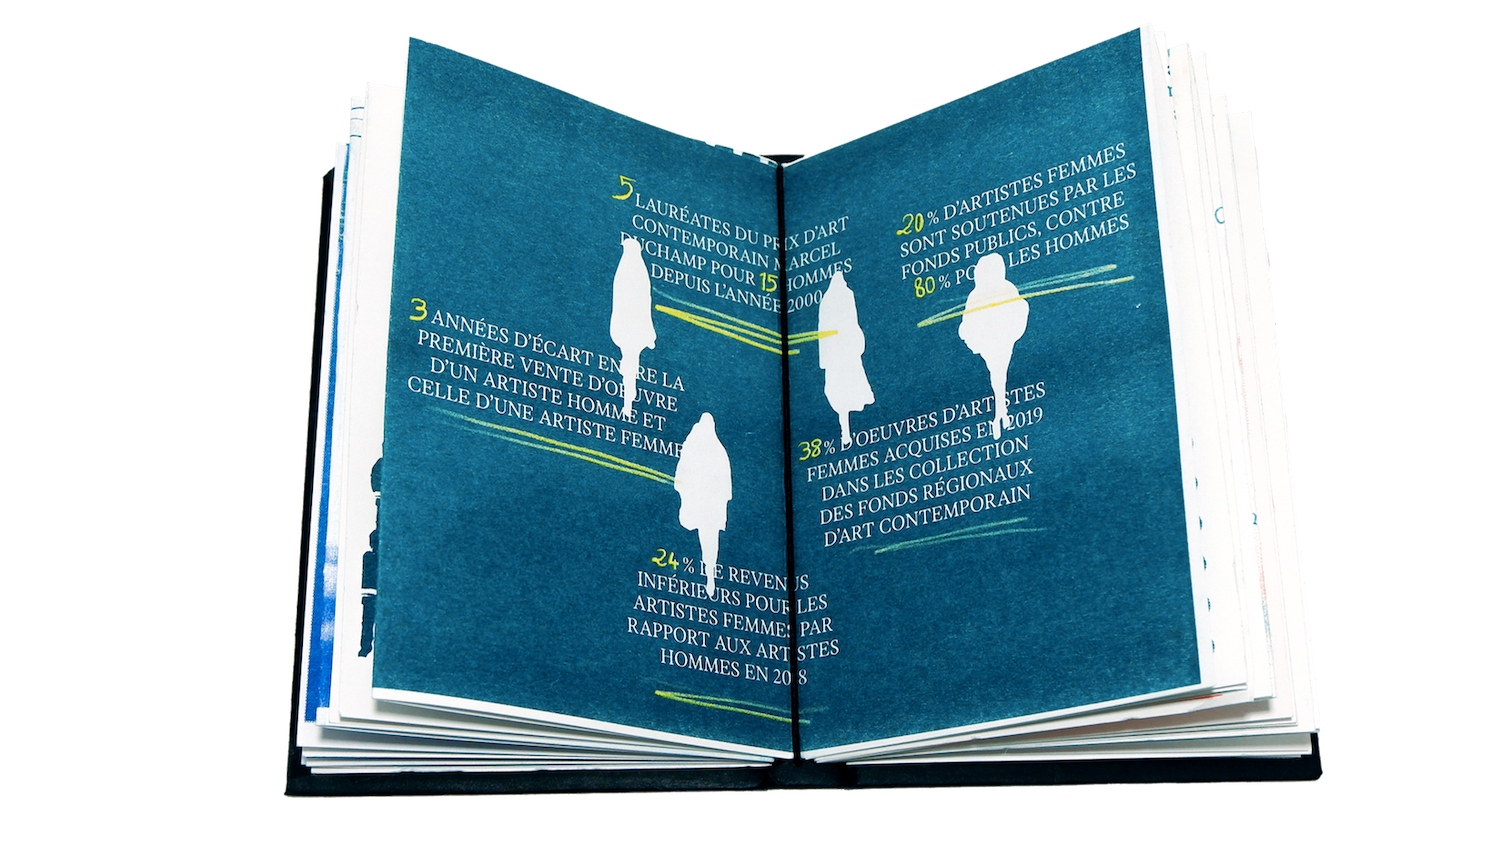 5 LAURÉATES DU PRIX D'ART
CONTEMPORAIN MARCEL
DUCHAMP POUR 15 HOMMES
DEPUIS L'ANNÉE 2000
3 ANNÉES D'ÉCART ENTRE LA
PREMIÈRE VENTE D'OEUVRE
D'UN ARTISTE HOMME ET
CELLE D'UNE ARTISTE FEMME
24 % DE REVENUS
INFÉRIEURS POUR LES
ARTISTES FEMMES PAR
RAPPORT AUX ARTISTES
HOMMES EN 2018
20 % D'ARTISTES FEMMES
SONT SOUTENUES PAR LES
FONDS PUBLICS, CONTRE
80 % POUR LES HOMMES
38 % D'OEUVRES D'ARTISTES
FEMMES ACQUISES EN 2019
DANS LES COLLECTION
DES FONDS RÉGIONAUX
D'ART CONTEMPORAIN